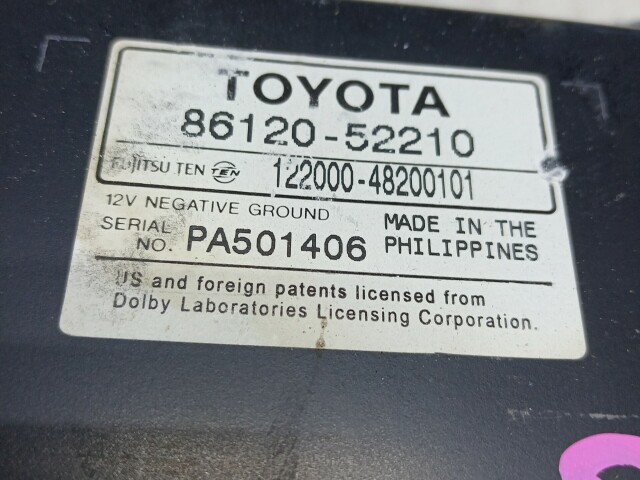 TOYOTA
86120-52210
FUJITSU TEN TEN 122000-48200101
12V NEGATIVE GROUND
SERIAL NO. PA501406
MADE IN THE PHILIPPINES
US and foreign patents licensed from
Dolby Laboratories Licensing Corporation.